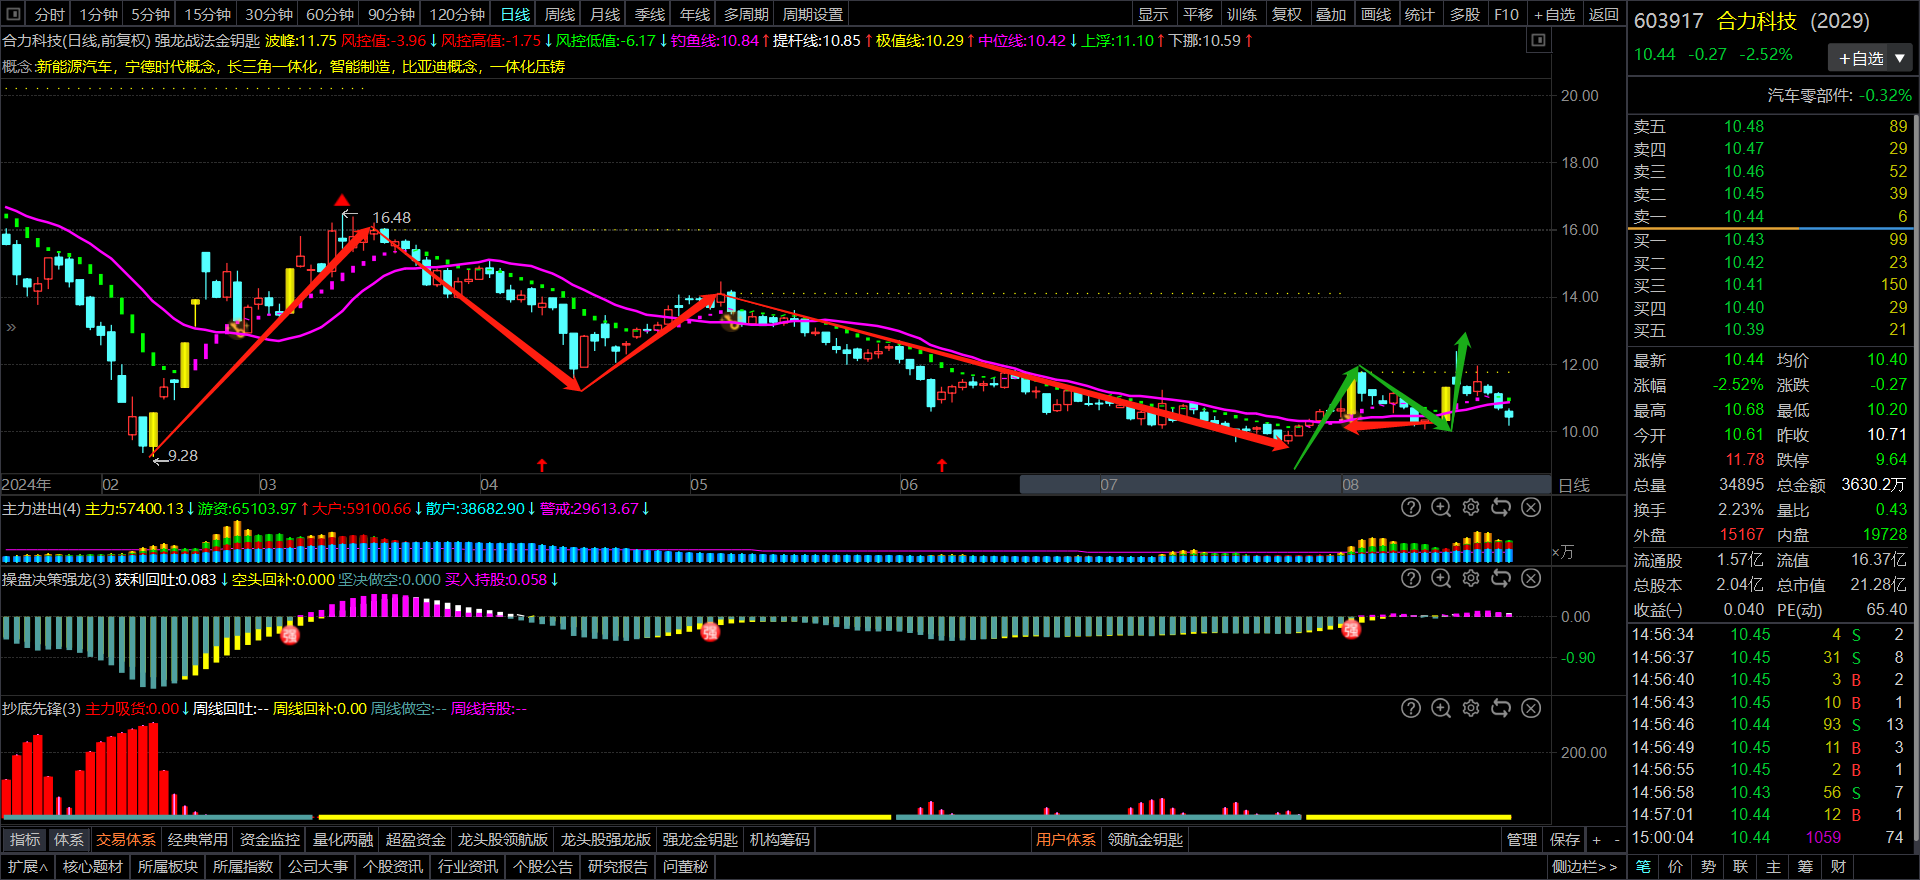 分时 1分钟 5分钟 15分钟 30分钟 60分钟 90分钟 120分钟 日线 周线 月线 季线 年线 多周期 周期设置 显示 平移 训练 复权 叠加 画线 统计 多股 F10 +自选 返回
合力科技(日线,前复权) 强龙战法金钥匙 波峰:11.75 风控值:-3.96↓ 风控高值:-1.75↓ 风控低值:-6.17↓ 钓鱼线:10.84↑ 提杆线:10.85↑ 极值线:10.29↑ 中位线:10.42↓ 上浮:11.10↑ 下挪:10.59↑
概念:新能源汽车，宁德时代概念，长三角一体化，智能制造，比亚迪概念，一体化压铸
20.00
18.00
16.48
16.00
14.00
»
12.00
10.00
9.28
2024年 02 03 04 05 06 07 08 日线
主力进出(4) 主力:57400.13↓ 游资:65103.97↑ 大户:59100.66↓ 散户:38682.90↓ 警戒:29613.67↓
×万
操盘决策强龙(3) 获利回吐:0.083↓ 空头回补:0.000 坚决做空:0.000 买入持股:0.058↓
0.00
强 强 强
-0.90
抄底先锋(3) 主力吸货:0.00↓ 周线回吐:-- 周线回补:0.00 周线做空:-- 周线持股:--
200.00
指标 体系 交易体系 经典常用 资金监控 量化两融 超盈资金 龙头股领航版 龙头股强龙版 强龙金钥匙 机构筹码 用户体系 领航金钥匙 管理 保存 + -
扩展∧ 核心题材 所属板块 所属指数 公司大事 个股资讯 行业资讯 个股公告 研究报告 问董秘 侧边栏>>
603917 合力科技 (2029)
10.44 -0.27 -2.52% +自选 ▼
汽车零部件: -0.32%
卖五 10.48 89
卖四 10.47 29
卖三 10.46 52
卖二 10.45 39
卖一 10.44 6
买一 10.43 99
买二 10.42 23
买三 10.41 150
买四 10.40 29
买五 10.39 21
最新 10.44 均价 10.40
涨幅 -2.52% 涨跌 -0.27
最高 10.68 最低 10.20
今开 10.61 昨收 10.71
涨停 11.78 跌停 9.64
总量 34895 总金额 3630.2万
换手 2.23% 量比 0.43
外盘 15167 内盘 19728
流通股 1.57亿 流值 16.37亿
总股本 2.04亿 总市值 21.28亿
收益㈠ 0.040 PE(动) 65.40
14:56:34 10.45 4 S 2
14:56:37 10.45 31 S 8
14:56:40 10.45 3 B 2
14:56:43 10.45 10 B 1
14:56:46 10.44 93 S 13
14:56:49 10.45 11 B 3
14:56:55 10.45 2 B 1
14:56:58 10.43 56 S 7
14:57:01 10.44 12 B 1
15:00:04 10.44 1059 74
笔 价 势 联 主 筹 财